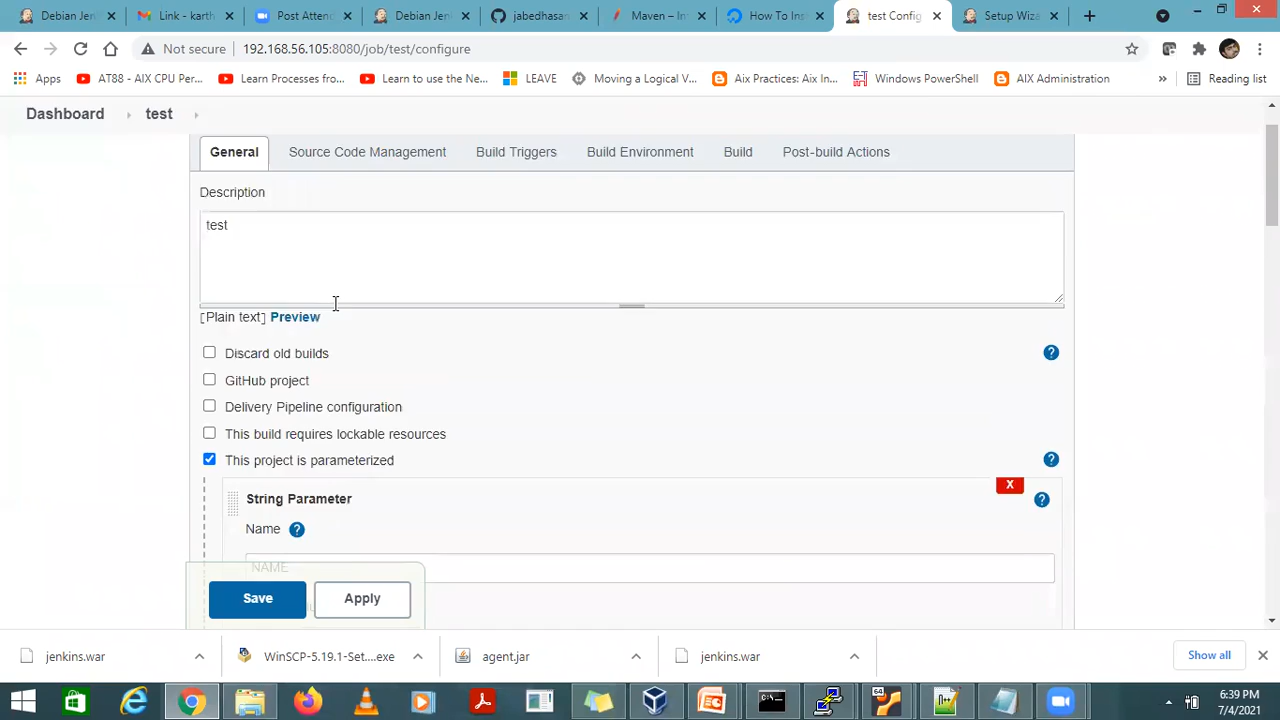 Debian Jenl
Link - karth
Post Attend
Debian Jenl
jabedhasan
Maven – In
How To Inst
test Config
Setup Wiza
Not secure 192.168.56.105:8080/job/test/configure
Apps AT88 - AIX CPU Per... Learn Processes fro... Learn to use the Ne... LEAVE Moving a Logical V... Aix Practices: Aix In... Windows PowerShell AIX Administration » Reading list
Dashboard test
General Source Code Management Build Triggers Build Environment Build Post-build Actions
Description
test
[Plain text] Preview
Discard old builds
GitHub project
Delivery Pipeline configuration
This build requires lockable resources
This project is parameterized
String Parameter
X
Name
NAME
Save Apply
jenkins.war WinSCP-5.19.1-Set....exe agent.jar jenkins.war Show all
6:39 PM
7/4/2021